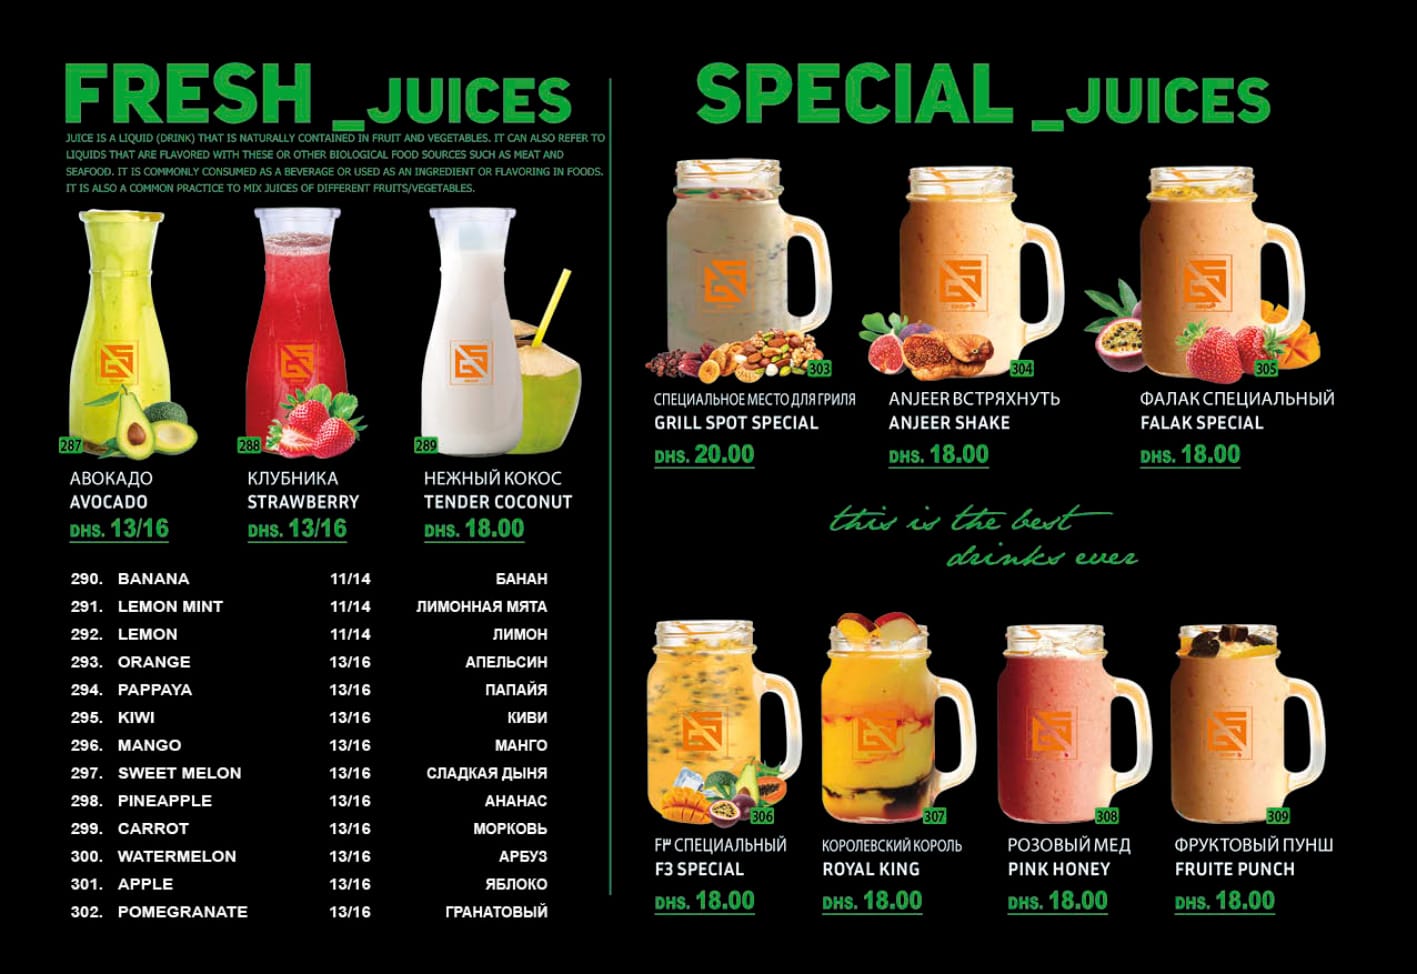 FRESH _JUICES
JUICE IS A LIQUID (DRINK) THAT IS NATURALLY CONTAINED IN FRUIT AND VEGETABLES. IT CAN ALSO REFER TO
LIQUIDS THAT ARE FLAVORED WITH THESE OR OTHER BIOLOGICAL FOOD SOURCES SUCH AS MEAT AND
SEAFOOD. IT IS COMMONLY CONSUMED AS A BEVERAGE OR USED AS AN INGREDIENT OR FLAVORING IN FOODS.
IT IS ALSO A COMMON PRACTICE TO MIX JUICES OF DIFFERENT FRUITS/VEGETABLES.
287
АВОКАДО
AVOCADO
DHS. 13/16
288
КЛУБНИКА
STRAWBERRY
DHS. 13/16
289
НЕЖНЫЙ КОКОС
TENDER COCONUT
DHS. 18.00
290. BANANA 11/14 БАНАН
291. LEMON MINT 11/14 ЛИМОННАЯ МЯТА
292. LEMON 11/14 ЛИМОН
293. ORANGE 13/16 АПЕЛЬСИН
294. PAPPAYA 13/16 ПАПАЙЯ
295. KIWI 13/16 КИВИ
296. MANGO 13/16 МАНГО
297. SWEET MELON 13/16 СЛАДКАЯ ДЫНЯ
298. PINEAPPLE 13/16 АНАНАС
299. CARROT 13/16 МОРКОВЬ
300. WATERMELON 13/16 АРБУЗ
301. APPLE 13/16 ЯБЛОКО
302. POMEGRANATE 13/16 ГРАНАТОВЫЙ
SPECIAL _JUICES
303
СПЕЦИАЛЬНОЕ МЕСТО ДЛЯ ГРИЛЯ
GRILL SPOT SPECIAL
DHS. 20.00
304
ANJEER ВСТРЯХНУТЬ
ANJEER SHAKE
DHS. 18.00
305
ФАЛАК СПЕЦИАЛЬНЫЙ
FALAK SPECIAL
DHS. 18.00
this is the best
drinks ever
306
F٣ СПЕЦИАЛЬНЫЙ
F3 SPECIAL
DHS. 18.00
307
КОРОЛЕВСКИЙ КОРОЛЬ
ROYAL KING
DHS. 18.00
308
РОЗОВЫЙ МЕД
PINK HONEY
DHS. 18.00
309
ФРУКТОВЫЙ ПУНШ
FRUITE PUNCH
DHS. 18.00